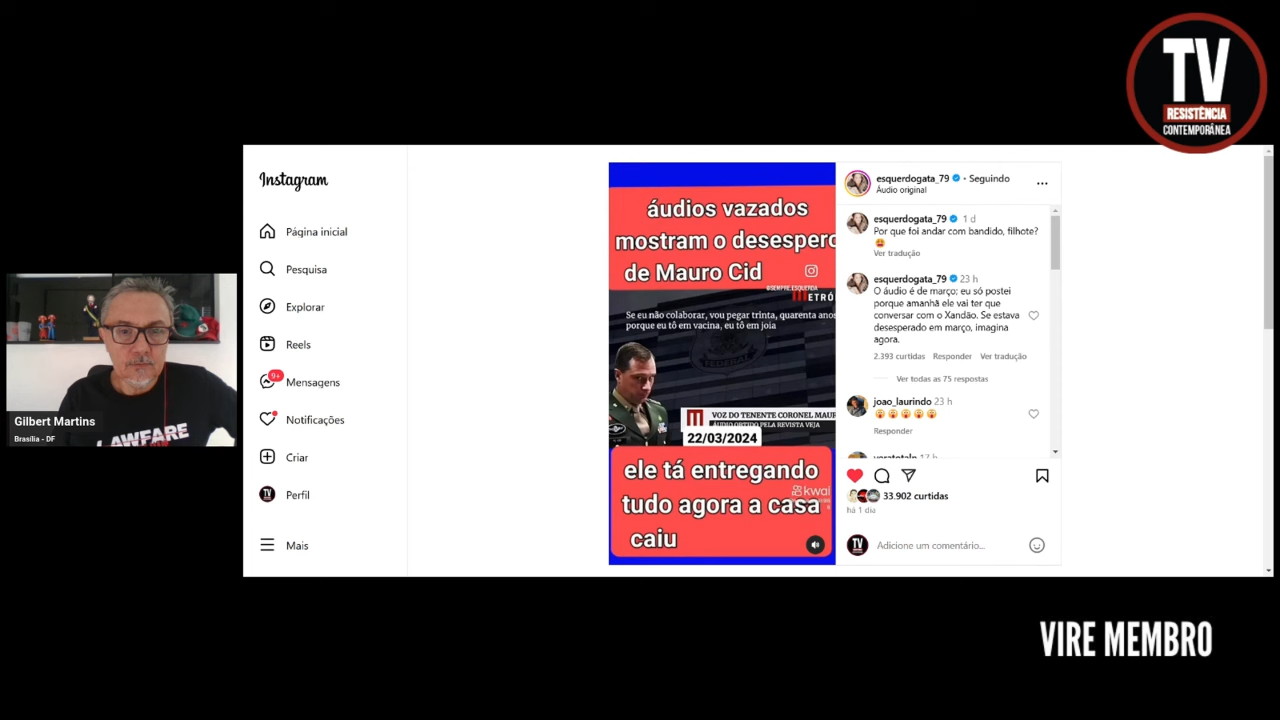 TV
RESISTÊNCIA
CONTEMPORÂNEA
Instagram
Página inicial
Pesquisa
Explorar
Reels
9+
Mensagens
Notificações
Criar
Perfil
Mais
LAWFARE
Gilbert Martins
Brasília - DF
áudios vazados
mostram o desespero
de Mauro Cid
@SEMPRE.ESQUERDA
METRÓ
Se eu não colaborar, vou pegar trinta, quarenta anos
porque eu tô em vacina, eu tô em joia
VOZ DO TENENTE CORONEL MAUR
ÁUDIO OBTIDO PELA REVISTA VEJA
22/03/2024
ele tá entregando
kwai
tudo agora a casa
caiu
esquerdogata_79 • Seguindo
Áudio original
esquerdogata_79 1 d
Por que foi andar com bandido, filhote?
Ver tradução
esquerdogata_79 23 h
O áudio é de março; eu só postei
porque amanhã ele vai ter que
conversar com o Xandão. Se estava
desesperado em março, imagina
agora.
2.393 curtidas Responder Ver tradução
Ver todas as 75 respostas
joao_laurindo 23 h
Responder
33.902 curtidas
há 1 dia
Adicione um comentário...
VIRE MEMBRO